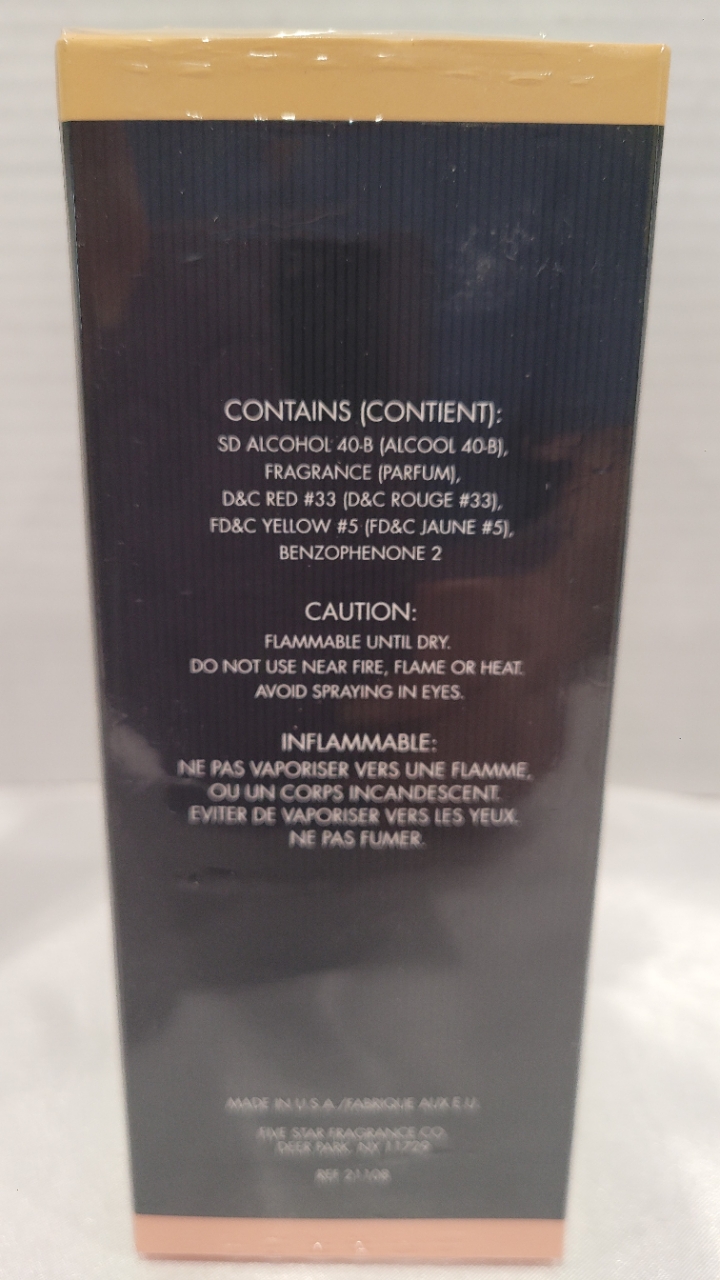 CONTAINS (CONTIENT):
SD ALCOHOL 40-B (ALCOOL 40-B),
FRAGRANCE (PARFUM),
D&C RED #33 (D&C ROUGE #33),
FD&C YELLOW #5 (FD&C JAUNE #5),
BENZOPHENONE 2
CAUTION:
FLAMMABLE UNTIL DRY.
DO NOT USE NEAR FIRE, FLAME OR HEAT.
AVOID SPRAYING IN EYES.
INFLAMMABLE:
NE PAS VAPORISER VERS UNE FLAMME,
OU UN CORPS INCANDESCENT.
EVITER DE VAPORISER VERS LES YEUX.
NE PAS FUMER.
MADE IN U.S.A./FABRIQUE AUX E.U.
FIVE STAR FRAGRANCE CO.
DEER PARK, NY 11729
REF 21108